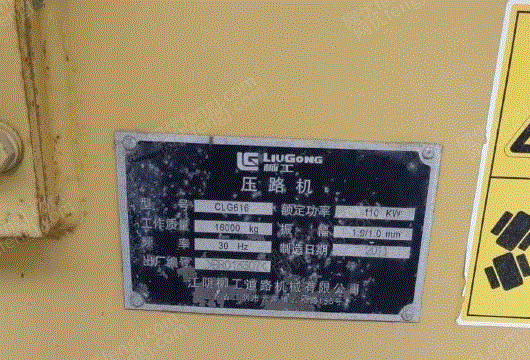 LIUGONG
柳工
压路机
型 号 CLG616 额定功率 110 KW
工作质量 16000 kg 振 幅 1.9/1.0 mm
频 率 30 Hz 制造日期 2011
出厂编号
江阴柳工道路机械有限公司